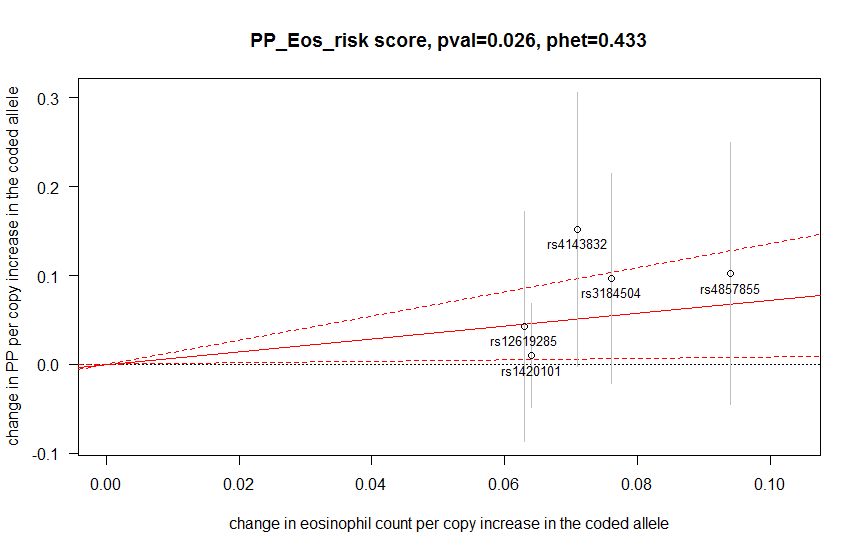 PP_Eos_risk score, pval=0.026, phet=0.433
change in PP per copy increase in the coded allele
0.3
0.2
0.1
0.0
-0.1
rs4143832
rs3184504
rs4857855
rs12619285
rs1420101
0.00 0.02 0.04 0.06 0.08 0.10
change in eosinophil count per copy increase in the coded allele